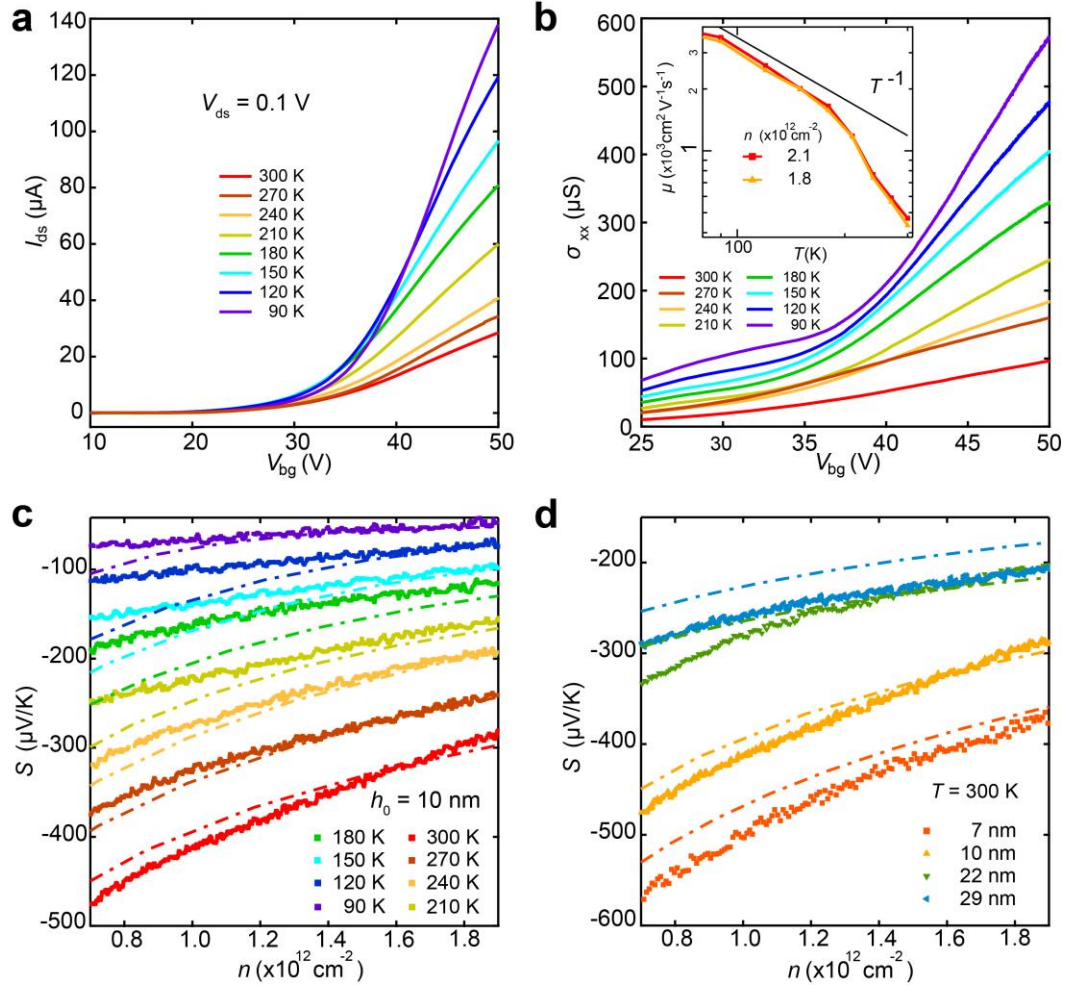 a
140
120
100
80
60
40
20
0
I_ds (μA)
V_ds = 0.1 V
300 K
270 K
240 K
210 K
180 K
150 K
120 K
90 K
10 20 30 40 50
V_bg (V)
b
600
500
400
300
200
100
0
σ_xx (μS)
3
2
1
μ (x10³cm² V⁻¹s⁻¹)
T⁻¹
n (x10¹²cm⁻²)
2.1
1.8
100
T(K)
300 K 180 K
270 K 150 K
240 K 120 K
210 K 90 K
25 30 35 40 45 50
V_bg (V)
c
-100
-200
-300
-400
-500
S (μV/K)
h₀ = 10 nm
180 K 300 K
150 K 270 K
120 K 240 K
90 K 210 K
0.8 1.0 1.2 1.4 1.6 1.8
n (x10¹² cm⁻²)
d
-200
-300
-400
-500
-600
S (μV/K)
T = 300 K
7 nm
10 nm
22 nm
29 nm
0.8 1.0 1.2 1.4 1.6 1.8
n (x10¹² cm⁻²)